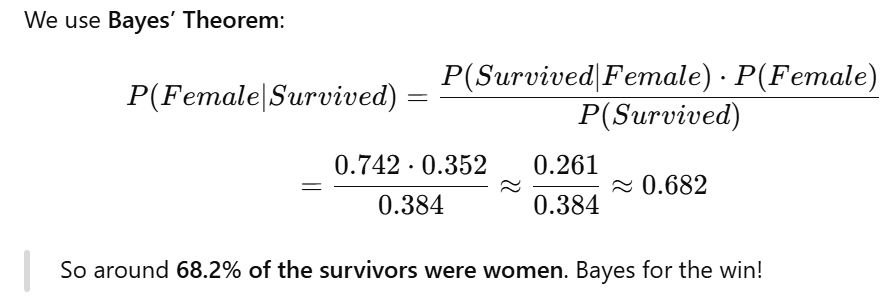 We use Bayes’ Theorem:
P(Female|Survived) = P(Survived|Female) · P(Female) / P(Survived)
= 0.742 · 0.352 / 0.384 ≈ 0.261 / 0.384 ≈ 0.682
So around 68.2% of the survivors were women. Bayes for the win!